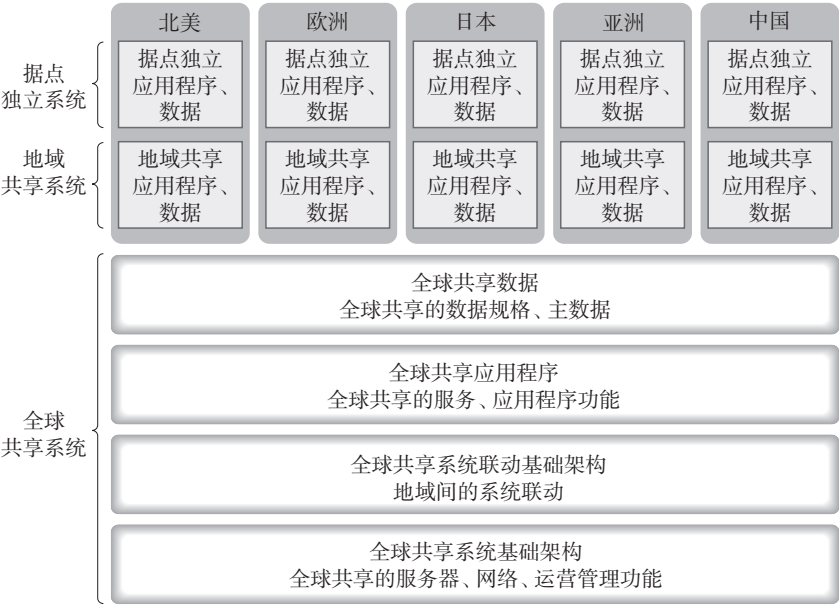 北美
欧洲
日本
亚洲
中国
据点
独立系统
据点独立
应用程序、
数据
据点独立
应用程序、
数据
据点独立
应用程序、
数据
据点独立
应用程序、
数据
据点独立
应用程序、
数据
地域
共享系统
地域共享
应用程序、
数据
地域共享
应用程序、
数据
地域共享
应用程序、
数据
地域共享
应用程序、
数据
地域共享
应用程序、
数据
全球
共享系统
全球共享数据
全球共享的数据规格、主数据
全球共享应用程序
全球共享的服务、应用程序功能
全球共享系统联动基础架构
地域间的系统联动
全球共享系统基础架构
全球共享的服务器、网络、运营管理功能